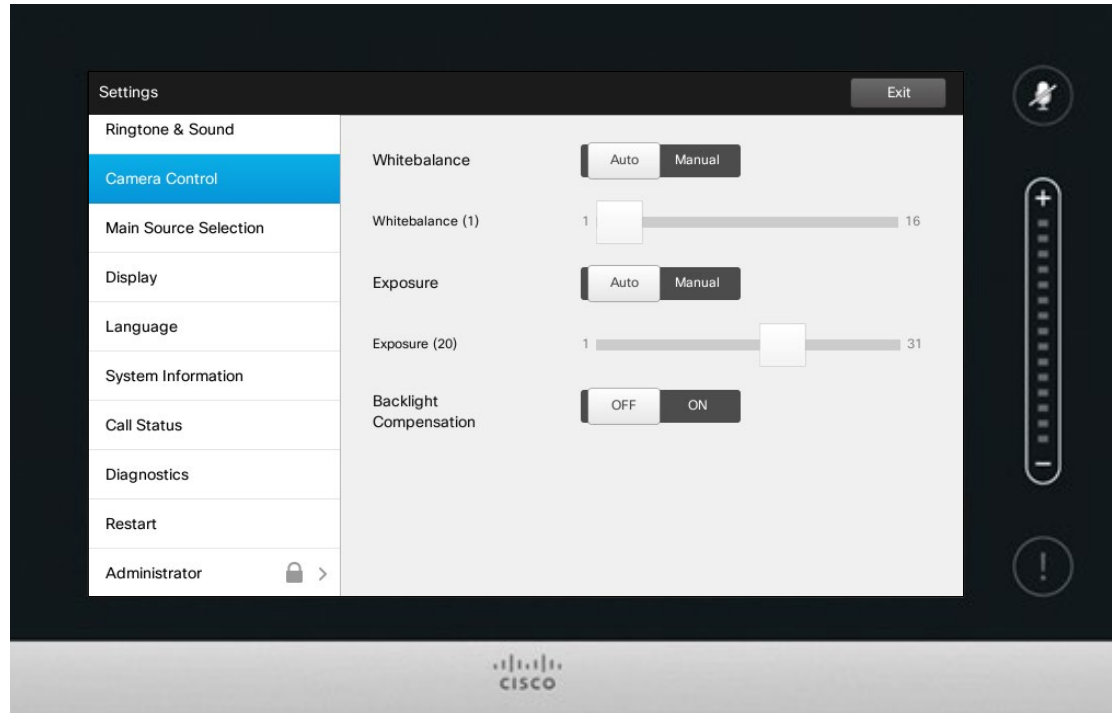 Settings
Exit
Ringtone & Sound
Camera Control
Main Source Selection
Display
Language
System Information
Call Status
Diagnostics
Restart
Administrator
Whitebalance
Auto
Manual
Whitebalance (1)
1
16
Exposure
Auto
Manual
Exposure (20)
1
31
Backlight
Compensation
OFF
ON
+
−
!
CISCO